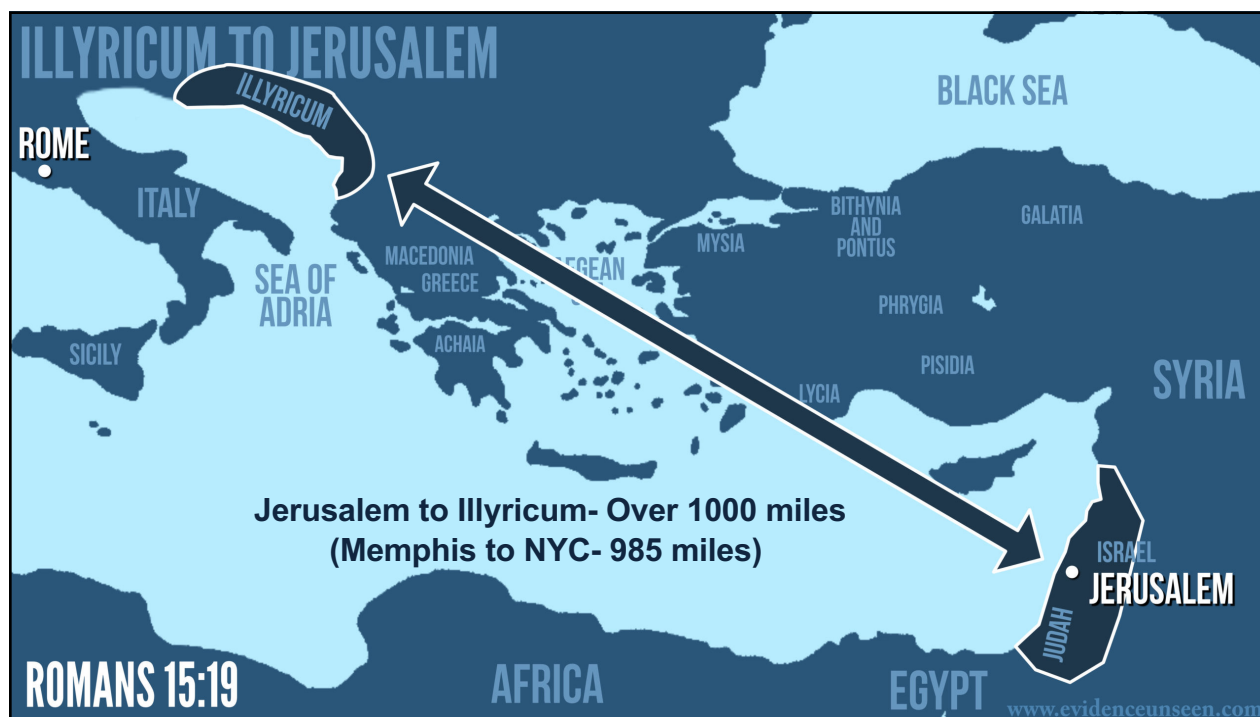 ILLYRICUM TO JERUSALEM
ILLYRICUM
BLACK SEA
ROME
ITALY
BITHYNIA
AND
PONTUS
GALATIA
MYSIA
MACEDONIA
GREECE
SEA OF
ADRIA
PHRYGIA
SICILY
ACHAIA
PISIDIA
LYCIA
SYRIA
Jerusalem to Illyricum- Over 1000 miles
(Memphis to NYC- 985 miles)
ISRAEL
JERUSALEM
JUDAH
ROMANS 15:19
AFRICA
EGYPT
www.evidenceunseen.com